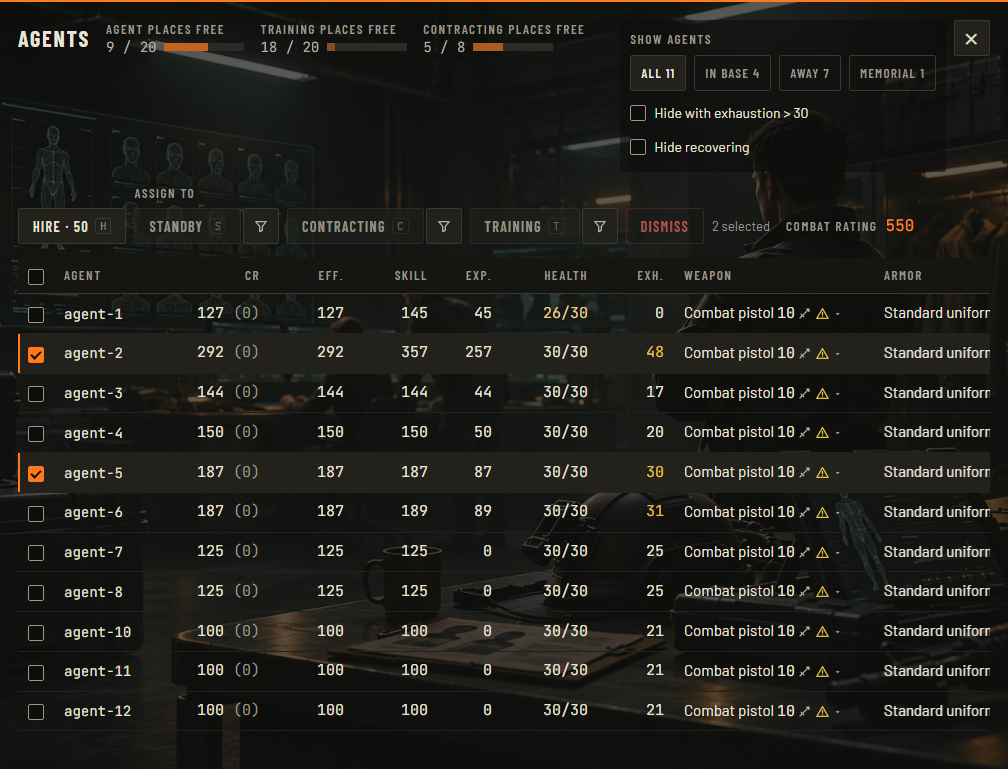 AGENTS
AGENT PLACES FREE
9 / 20
TRAINING PLACES FREE
18 / 20
CONTRACTING PLACES FREE
5 / 8
SHOW AGENTS
ALL 11 IN BASE 4 AWAY 7 MEMORIAL 1
Hide with exhaustion > 30
Hide recovering
ASSIGN TO
HIRE · 50 H STANDBY S CONTRACTING C TRAINING T DISMISS 2 selected COMBAT RATING 550
AGENT CR EFF. SKILL EXP. HEALTH EXH. WEAPON ARMOR
agent-1 127 (0) 127 145 45 26/30 0 Combat pistol 10 - Standard uniform
agent-2 292 (0) 292 357 257 30/30 48 Combat pistol 10 - Standard uniform
agent-3 144 (0) 144 144 44 30/30 17 Combat pistol 10 - Standard uniform
agent-4 150 (0) 150 150 50 30/30 20 Combat pistol 10 - Standard uniform
agent-5 187 (0) 187 187 87 30/30 30 Combat pistol 10 - Standard uniform
agent-6 187 (0) 187 189 89 30/30 31 Combat pistol 10 - Standard uniform
agent-7 125 (0) 125 125 0 30/30 25 Combat pistol 10 - Standard uniform
agent-8 125 (0) 125 125 0 30/30 25 Combat pistol 10 - Standard uniform
agent-10 100 (0) 100 100 0 30/30 21 Combat pistol 10 - Standard uniform
agent-11 100 (0) 100 100 0 30/30 21 Combat pistol 10 - Standard uniform
agent-12 100 (0) 100 100 0 30/30 21 Combat pistol 10 - Standard uniform